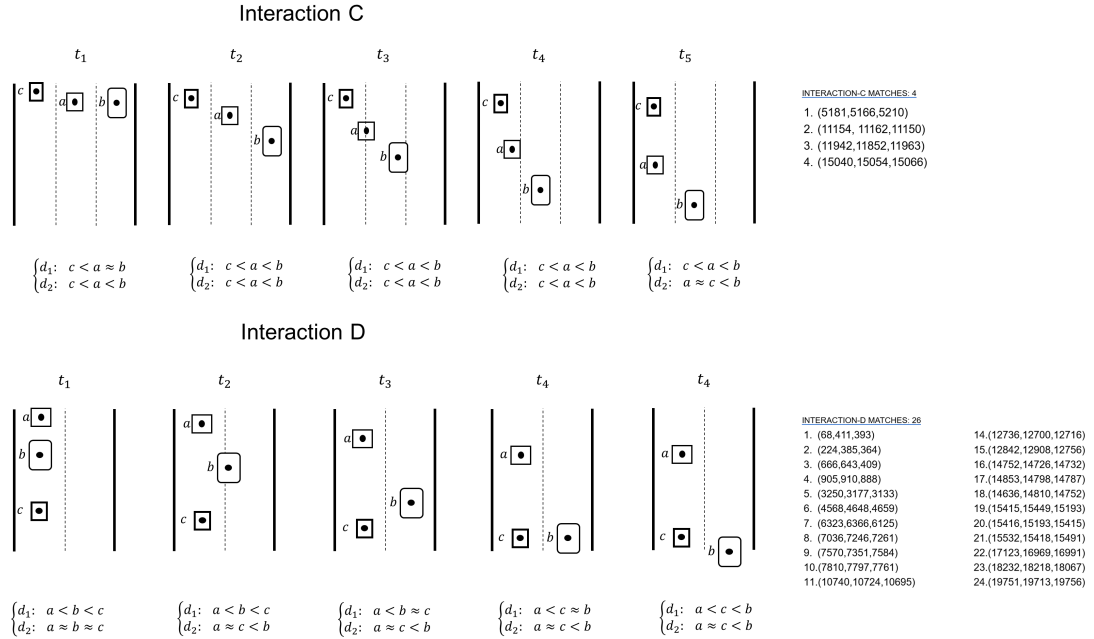 Interaction C
t₁
t₂
t₃
t₄
t₅
c
a
b
c
a
b
c
a
b
c
a
b
c
a
b
{d₁: c < a ≈ b
d₂: c < a < b
{d₁: c < a < b
d₂: c < a < b
{d₁: c < a < b
d₂: c < a < b
{d₁: c < a < b
d₂: c < a < b
{d₁: c < a < b
d₂: a ≈ c < b
INTERACTION-C MATCHES: 4
1. (5181,5166,5210)
2. (11154, 11162,11150)
3. (11942,11852,11963)
4. (15040,15054,15066)
Interaction D
t₁
t₂
t₃
t₄
t₄
a
b
c
a
b
c
a
b
c
a
c
b
a
c
b
{d₁: a < b < c
d₂: a ≈ b ≈ c
{d₁: a < b < c
d₂: a ≈ c < b
{d₁: a < b ≈ c
d₂: a ≈ c < b
{d₁: a < c ≈ b
d₂: a ≈ c < b
{d₁: a < c < b
d₂: a ≈ c < b
INTERACTION-D MATCHES: 26
1. (68,411,393)
2. (224,385,364)
3. (666,643,409)
4. (905,910,888)
5. (3250,3177,3133)
6. (4568,4648,4659)
7. (6323,6366,6125)
8. (7036,7246,7261)
9. (7570,7351,7584)
10. (7810,7797,7761)
11. (10740,10724,10695)
14.(12736,12700,12716)
15.(12842,12908,12756)
16.(14752,14726,14732)
17.(14853,14798,14787)
18.(14636,14810,14752)
19.(15415,15449,15193)
20.(15416,15193,15415)
21.(15532,15418,15491)
22.(17123,16969,16991)
23.(18232,18218,18067)
24.(19751,19713,19756)